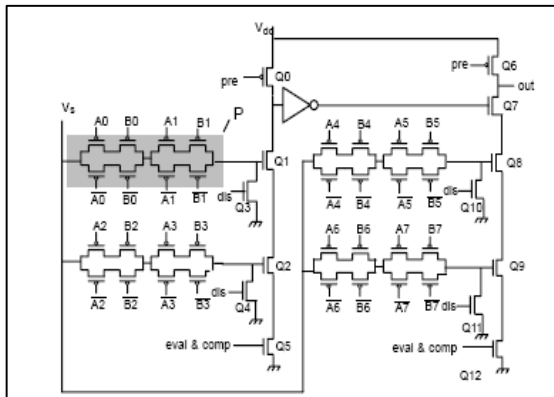 Vdd
pre Q0 pre Q6
out
Vs Q7
P
A0 B0 A1 B1 A4 B4 A5 B5
Q1 Q8
dis dis
A0 B0 A1 B1 Q3 A4 B4 A5 B5 Q10
A2 B2 A3 B3 A6 B6 A7 B7
Q2 Q9
dis dis
A2 B2 A3 B3 Q4 A6 B6 A7 B7 Q11
eval & comp Q5 eval & comp
Q12